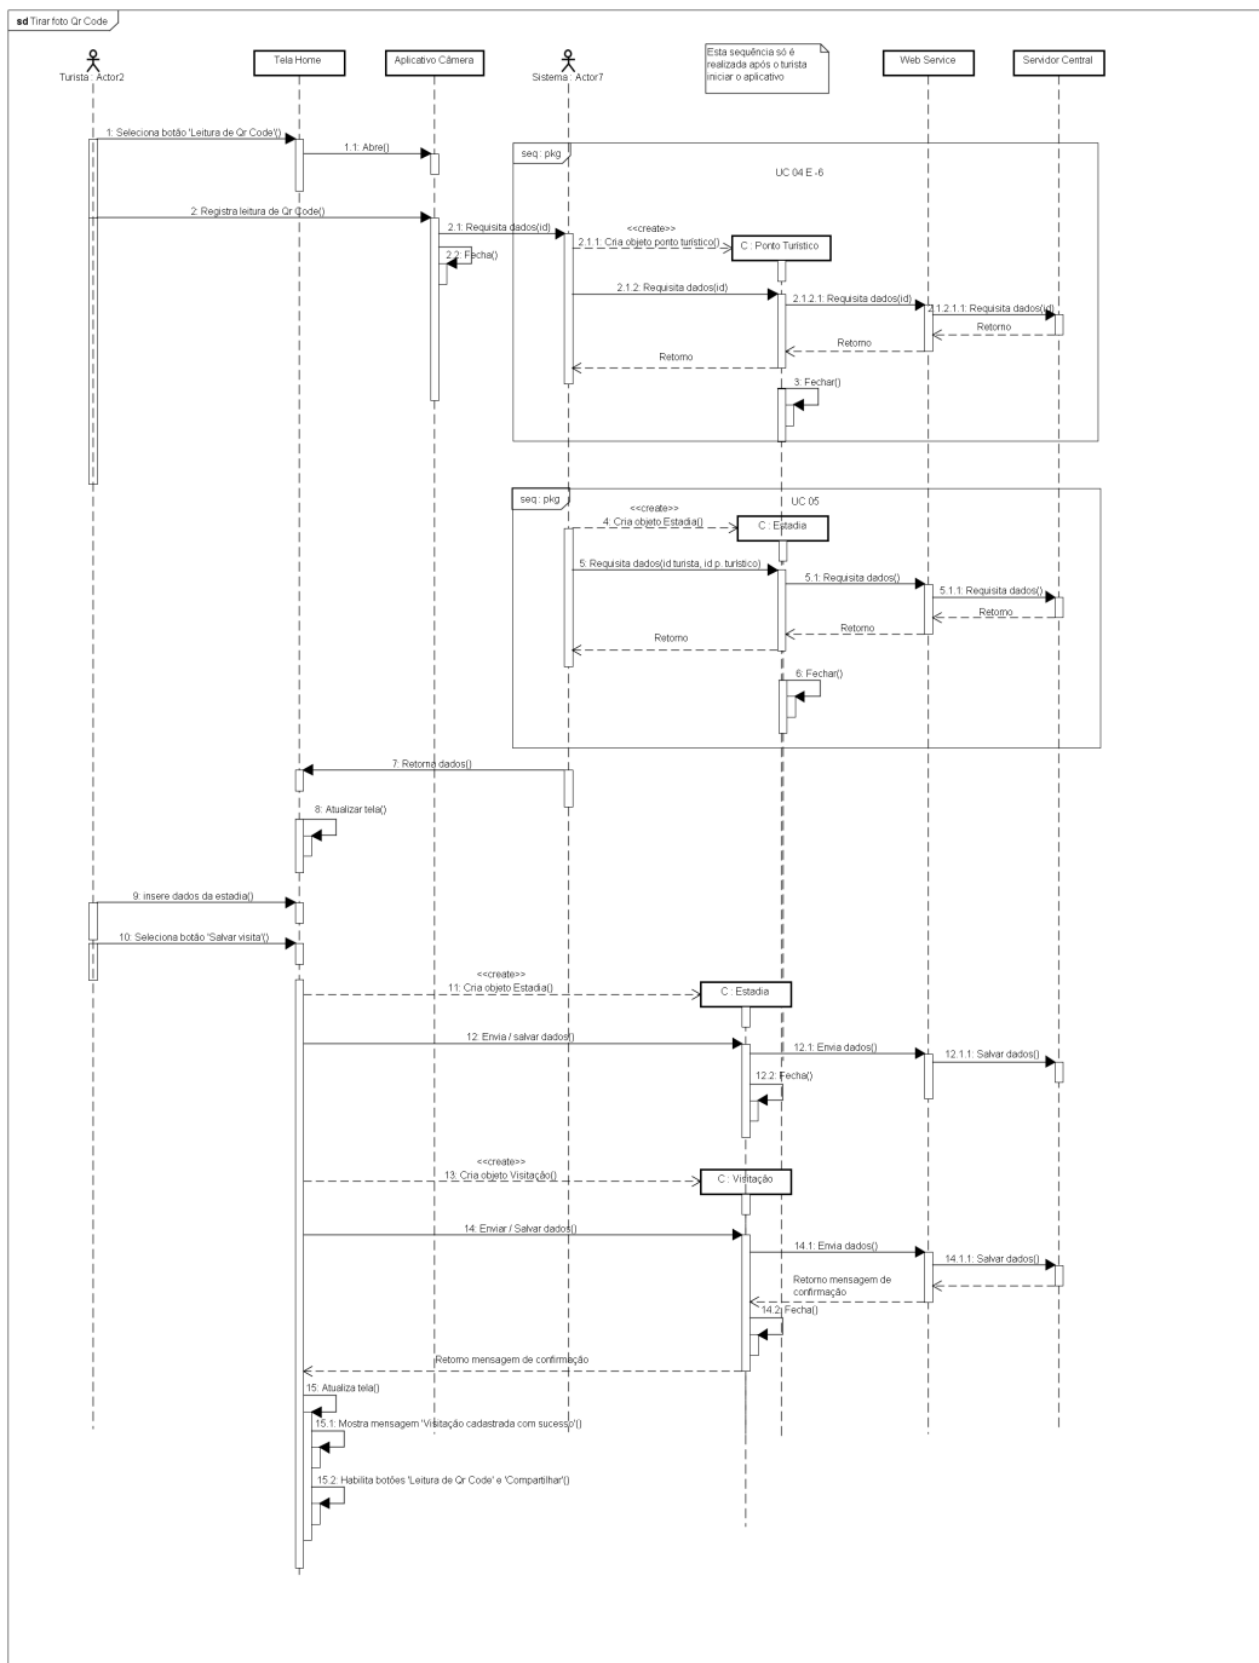 sd Tirar foto Qr Code
Turista : Actor2
Tela Home
Aplicativo Câmera
Sistema : Actor7
Esta sequência só é
realizada após o turista
iniciar o aplicativo
Web Service
Servidor Central
1: Seleciona botão 'Leitura de Qr Code'()
1.1: Abre()
seq : pkg
UC 04 E -6
2: Registra leitura de Qr Code()
2.1: Requisita dados(id)
2.2: Fecha()
<<create>>
2.1.1: Cria objeto ponto turístico()
C : Ponto Turístico
2.1.2: Requisita dados(id)
2.1.2.1: Requisita dados(id)
2.1.2.1.1: Requisita dados(id)
Retorno
Retorno
Retorno
3: Fechar()
seq : pkg
UC 05
<<create>>
4: Cria objeto Estadia()
C : Estadia
5: Requisita dados(id turista, id p. turístico)
5.1: Requisita dados()
5.1.1: Requisita dados()
Retorno
Retorno
Retorno
6: Fechar()
7: Retorna dados()
8: Atualizar tela()
9: insere dados da estadia()
10: Seleciona botão 'Salvar visita'()
<<create>>
11: Cria objeto Estadia()
C : Estadia
12: Envia / salvar dados()
12.1: Envia dados()
12.1.1: Salvar dados()
12.2: Fecha()
<<create>>
13: Cria objeto Visitação()
C : Visitação
14: Enviar / Salvar dados()
14.1: Envia dados()
14.1.1: Salvar dados()
Retorno mensagem de
confirmação
14.2: Fecha()
Retorno mensagem de confirmação
15: Atualiza tela()
15.1: Mostra mensagem 'Visitação cadastrada com sucesso'()
15.2: Habilita botões 'Leitura de Qr Code' e 'Compartilhar'()